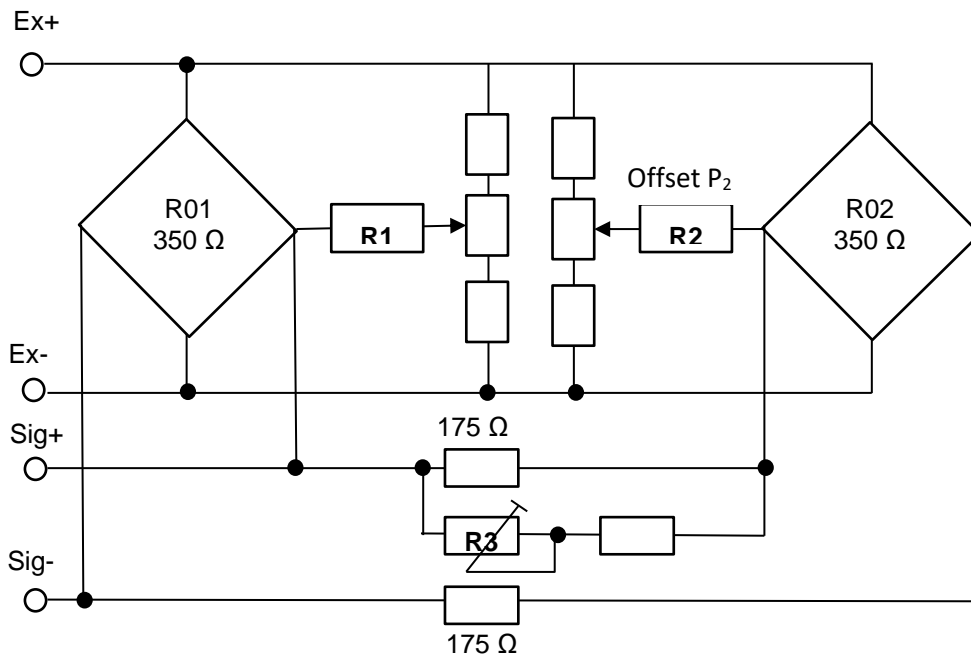 Ex+
Offset P₂
R01
350 Ω
R1
R2
R02
350 Ω
Ex-
Sig+
175 Ω
R3
Sig-
175 Ω